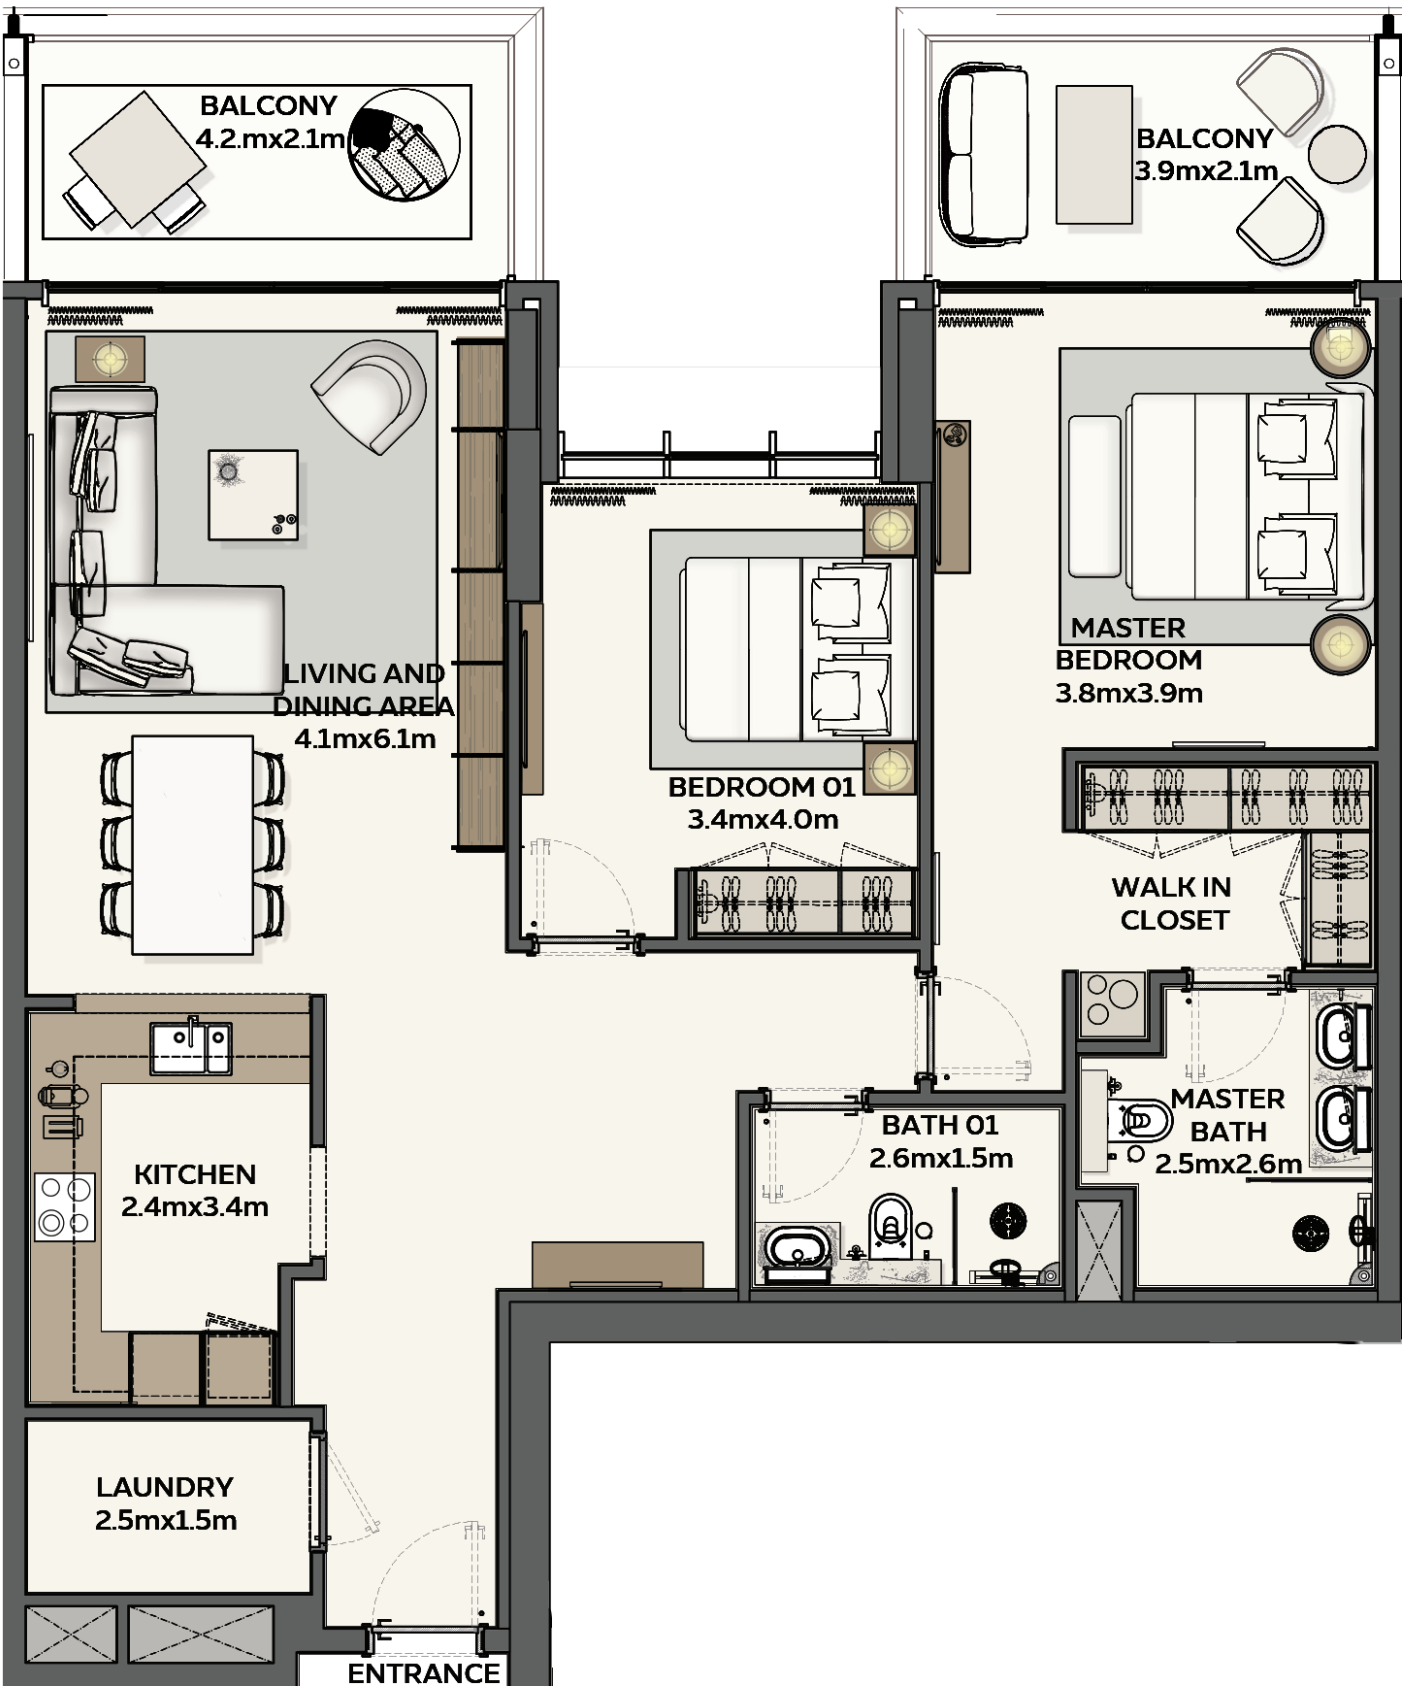 BALCONY
4.2.mx2.1m
BALCONY
3.9mx2.1m
LIVING AND
DINING AREA
4.1mx6.1m
MASTER
BEDROOM
3.8mx3.9m
BEDROOM 01
3.4mx4.0m
WALK IN
CLOSET
KITCHEN
2.4mx3.4m
BATH 01
2.6mx1.5m
MASTER
BATH
2.5mx2.6m
LAUNDRY
2.5mx1.5m
ENTRANCE